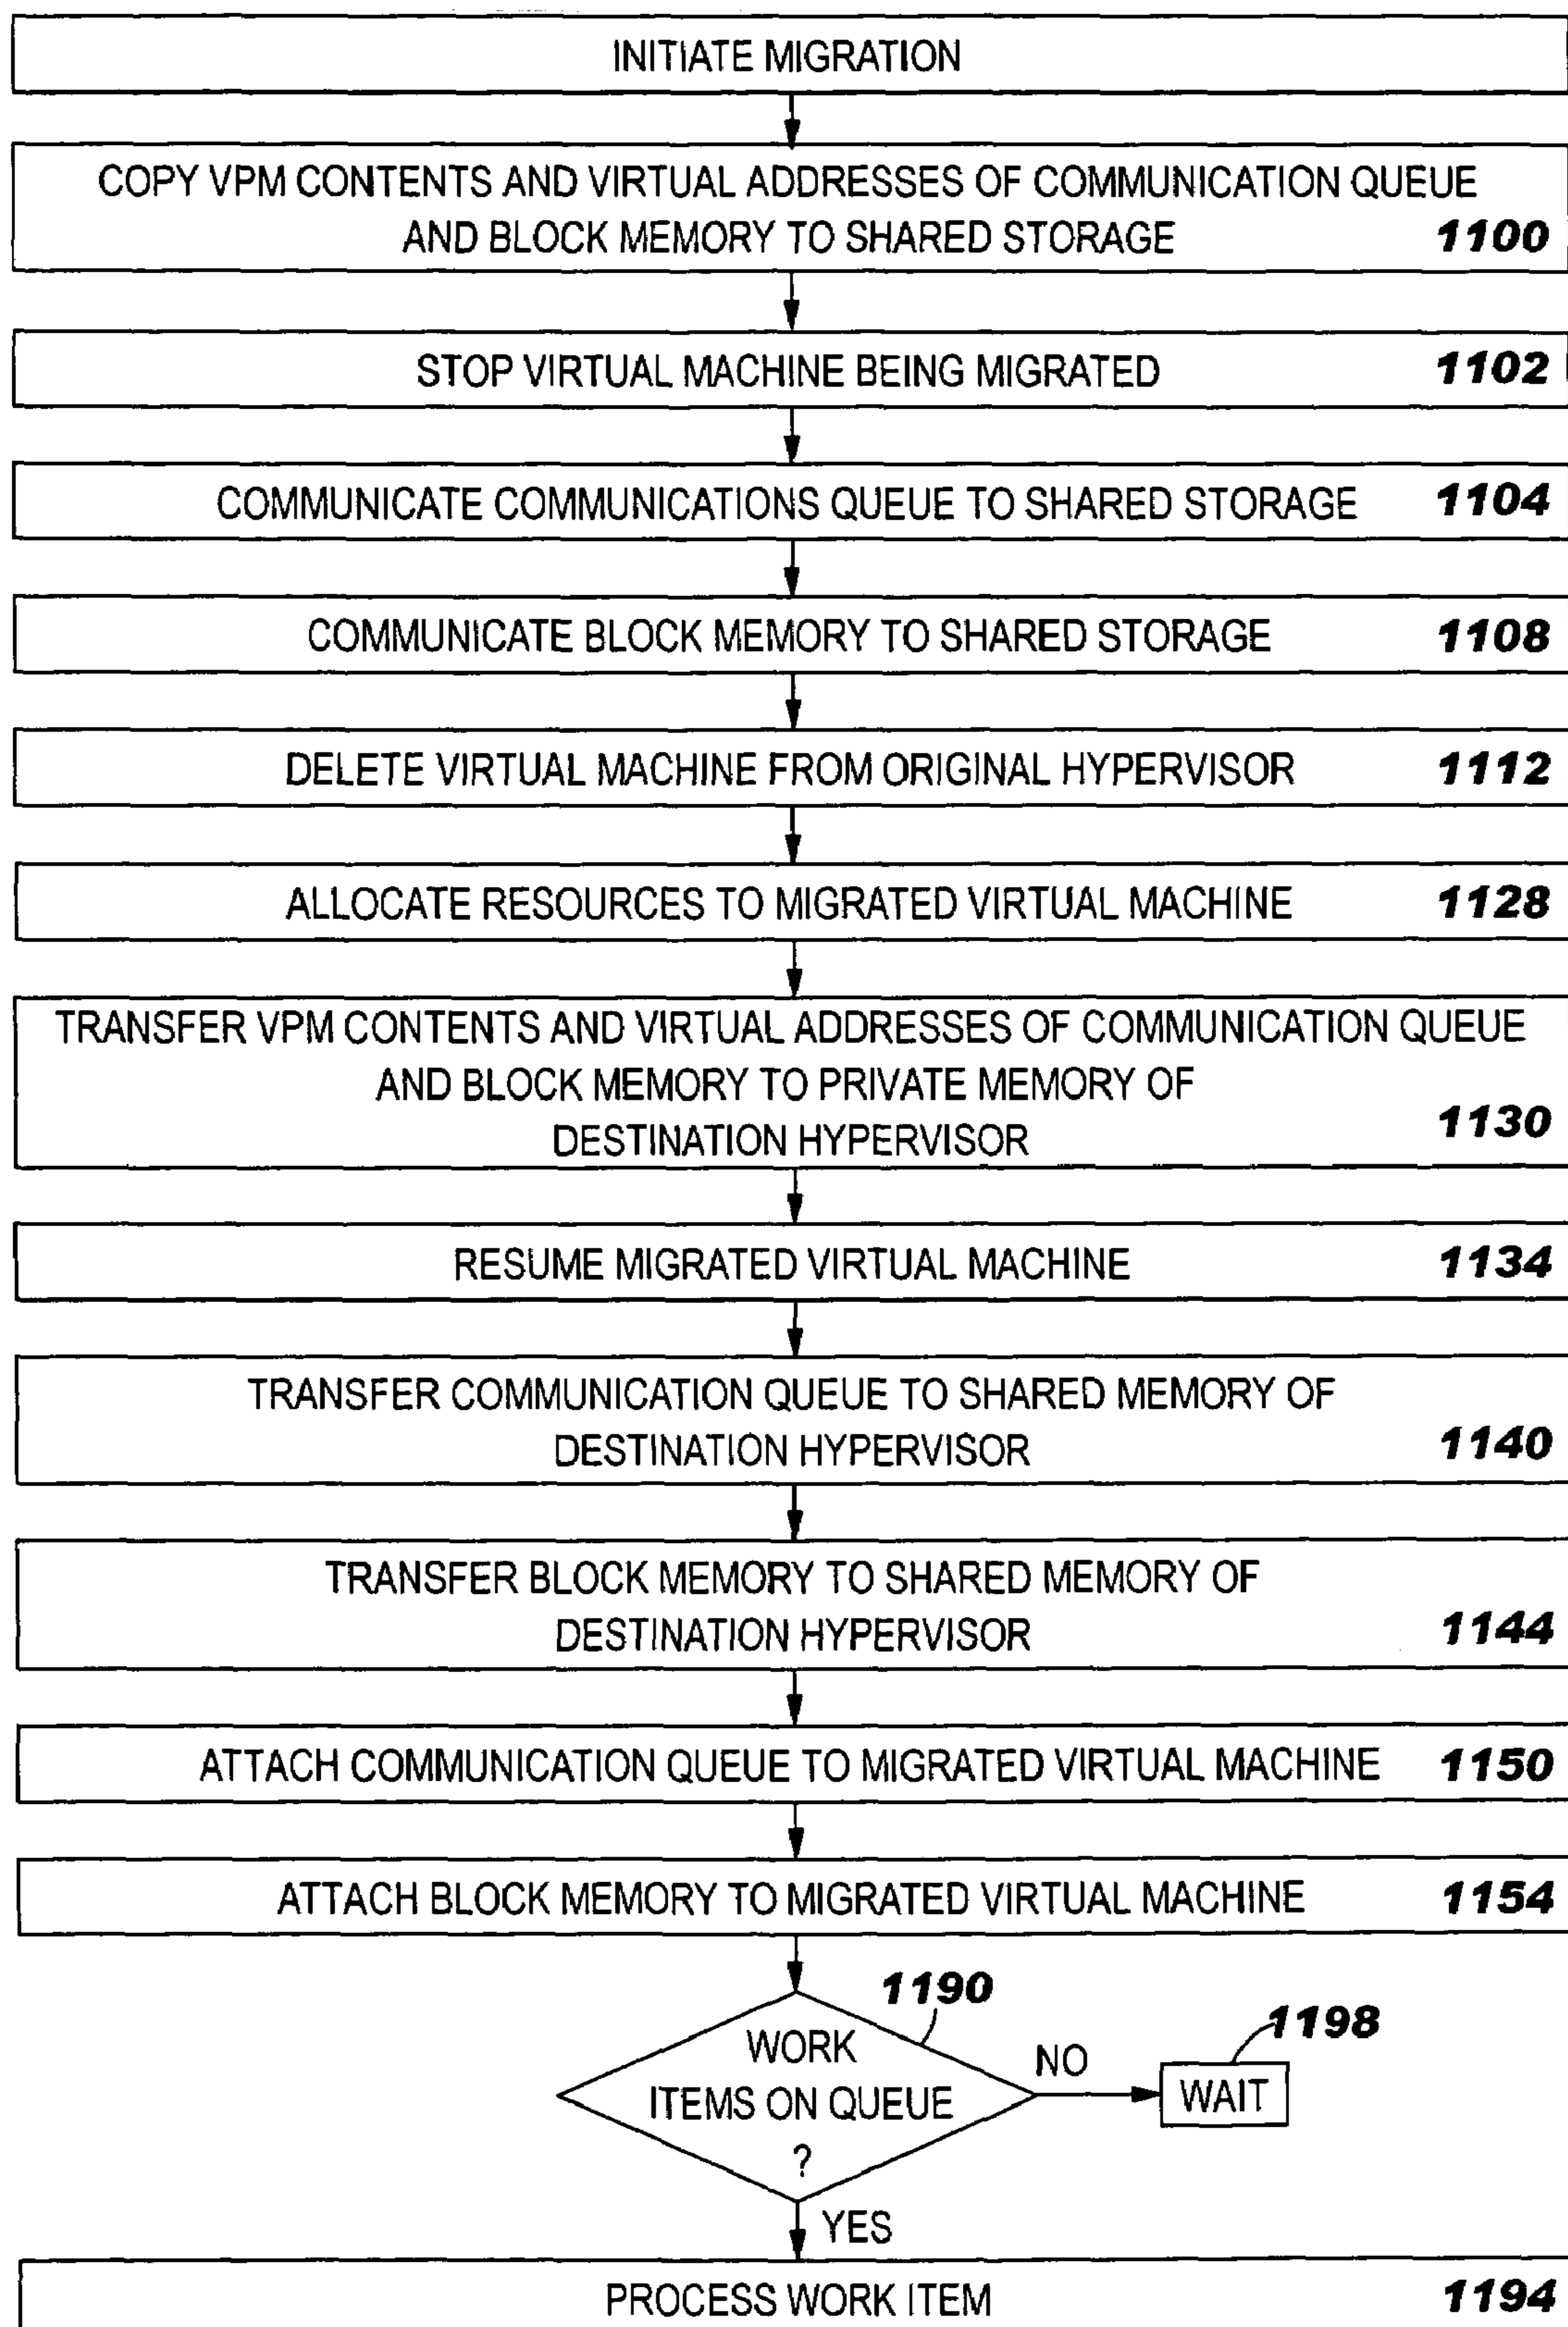 INITIATE MIGRATION
COPY VPM CONTENTS AND VIRTUAL ADDRESSES OF COMMUNICATION QUEUE
AND BLOCK MEMORY TO SHARED STORAGE 1100
STOP VIRTUAL MACHINE BEING MIGRATED 1102
COMMUNICATE COMMUNICATIONS QUEUE TO SHARED STORAGE 1104
COMMUNICATE BLOCK MEMORY TO SHARED STORAGE 1108
DELETE VIRTUAL MACHINE FROM ORIGINAL HYPERVISOR 1112
ALLOCATE RESOURCES TO MIGRATED VIRTUAL MACHINE 1128
TRANSFER VPM CONTENTS AND VIRTUAL ADDRESSES OF COMMUNICATION QUEUE
AND BLOCK MEMORY TO PRIVATE MEMORY OF
DESTINATION HYPERVISOR 1130
RESUME MIGRATED VIRTUAL MACHINE 1134
TRANSFER COMMUNICATION QUEUE TO SHARED MEMORY OF
DESTINATION HYPERVISOR 1140
TRANSFER BLOCK MEMORY TO SHARED MEMORY OF
DESTINATION HYPERVISOR 1144
ATTACH COMMUNICATION QUEUE TO MIGRATED VIRTUAL MACHINE 1150
ATTACH BLOCK MEMORY TO MIGRATED VIRTUAL MACHINE 1154
1190
WORK
ITEMS ON QUEUE
?
NO
1198
WAIT
YES
PROCESS WORK ITEM 1194